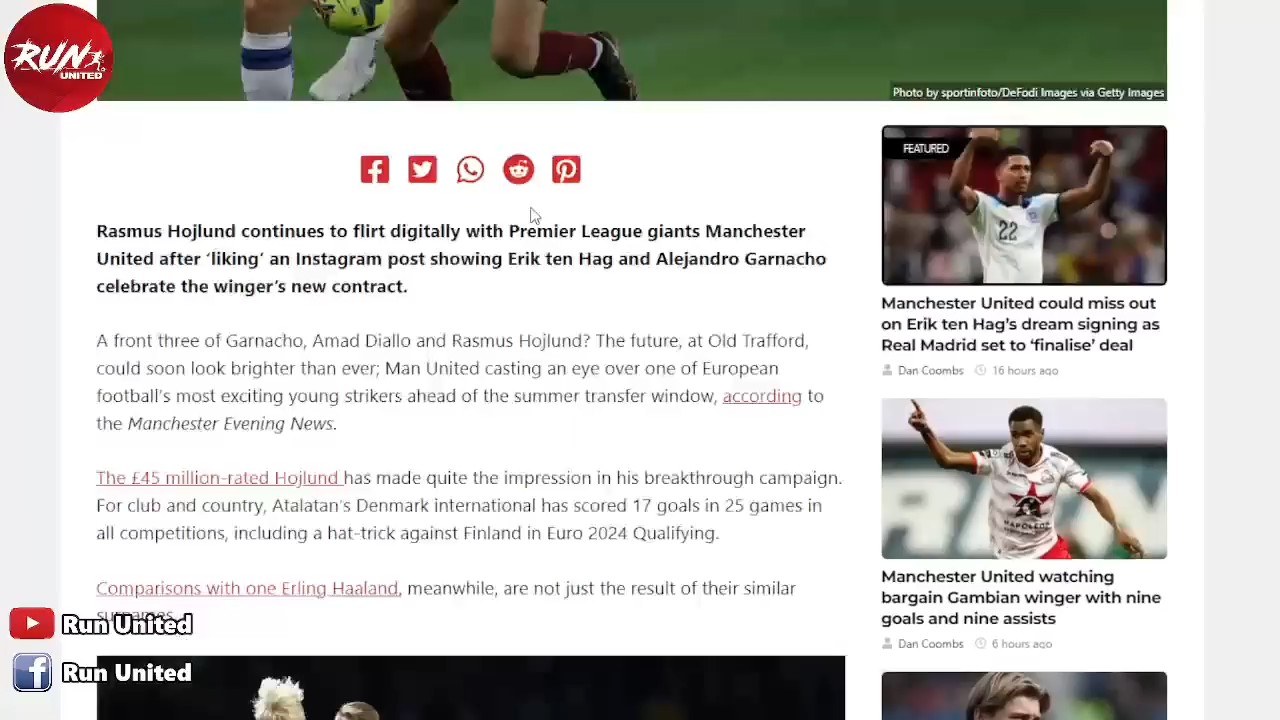 RUN
UNITED
Photo by sportinfoto/DeFodi Images via Getty Images
FEATURED
22
Rasmus Hojlund continues to flirt digitally with Premier League giants Manchester
United after ‘liking’ an Instagram post showing Erik ten Hag and Alejandro Garnacho
celebrate the winger’s new contract.
A front three of Garnacho, Amad Diallo and Rasmus Hojlund? The future, at Old Trafford,
could soon look brighter than ever; Man United casting an eye over one of European
football’s most exciting young strikers ahead of the summer transfer window, according to
the Manchester Evening News.
The £45 million-rated Hojlund has made quite the impression in his breakthrough campaign.
For club and country, Atalatan’s Denmark international has scored 17 goals in 25 games in
all competitions, including a hat-trick against Finland in Euro 2024 Qualifying.
Comparisons with one Erling Haaland, meanwhile, are not just the result of their similar
surnames.
Manchester United could miss out
on Erik ten Hag’s dream signing as
Real Madrid set to ‘finalise’ deal
Dan Coombs 16 hours ago
NAPOLEON
Manchester United watching
bargain Gambian winger with nine
goals and nine assists
Dan Coombs 6 hours ago
Run United
Run United